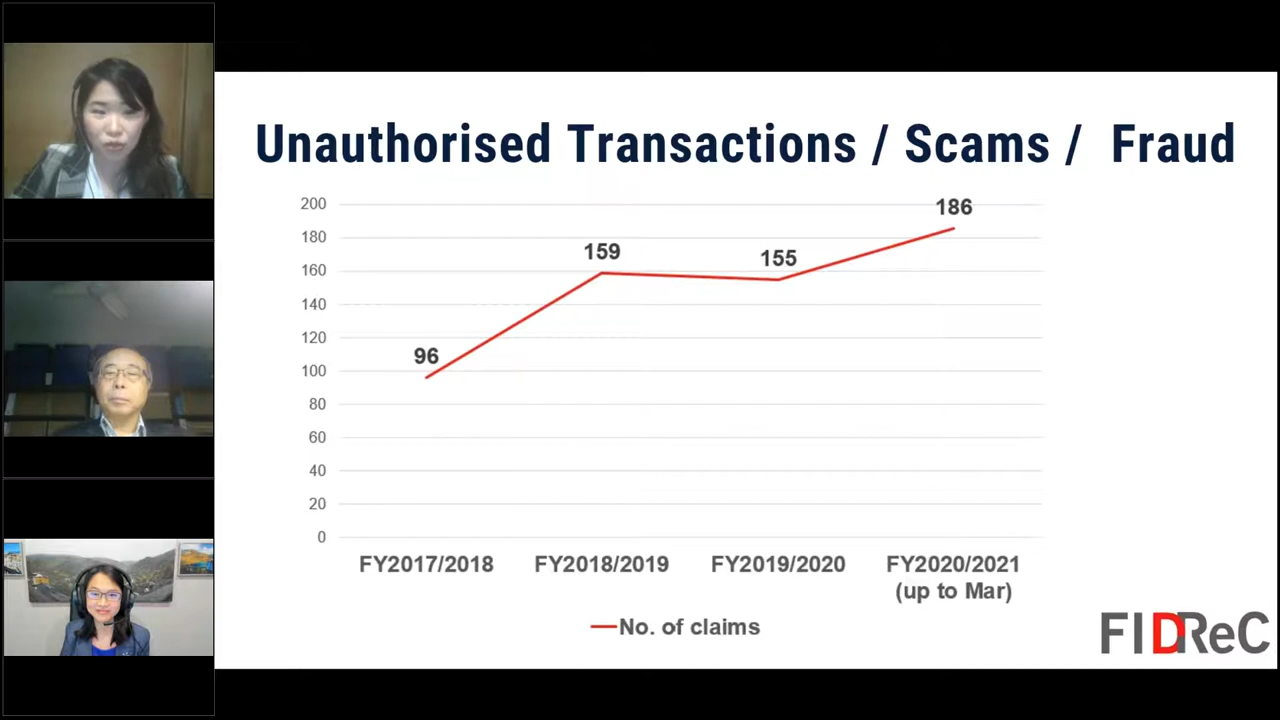 Unauthorised Transactions / Scams / Fraud
200
180
160
140
120
100
80
60
40
20
0
96
159
155
186
FY2017/2018
FY2018/2019
FY2019/2020
FY2020/2021
(up to Mar)
No. of claims
FIDReC